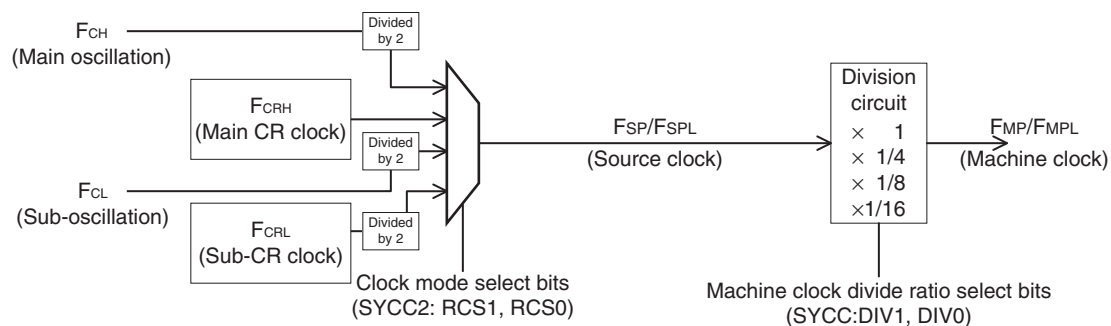 FCH
(Main oscillation)
Divided
by 2
FCRH
(Main CR clock)
Divided
by 2
FCL
(Sub-oscillation)
FCRL
(Sub-CR clock)
Divided
by 2
Clock mode select bits
(SYCC2: RCS1, RCS0)
FSP/FSPL
(Source clock)
Division
circuit
× 1
× 1/4
× 1/8
×1/16
FMP/FMPL
(Machine clock)
Machine clock divide ratio select bits
(SYCC:DIV1, DIV0)